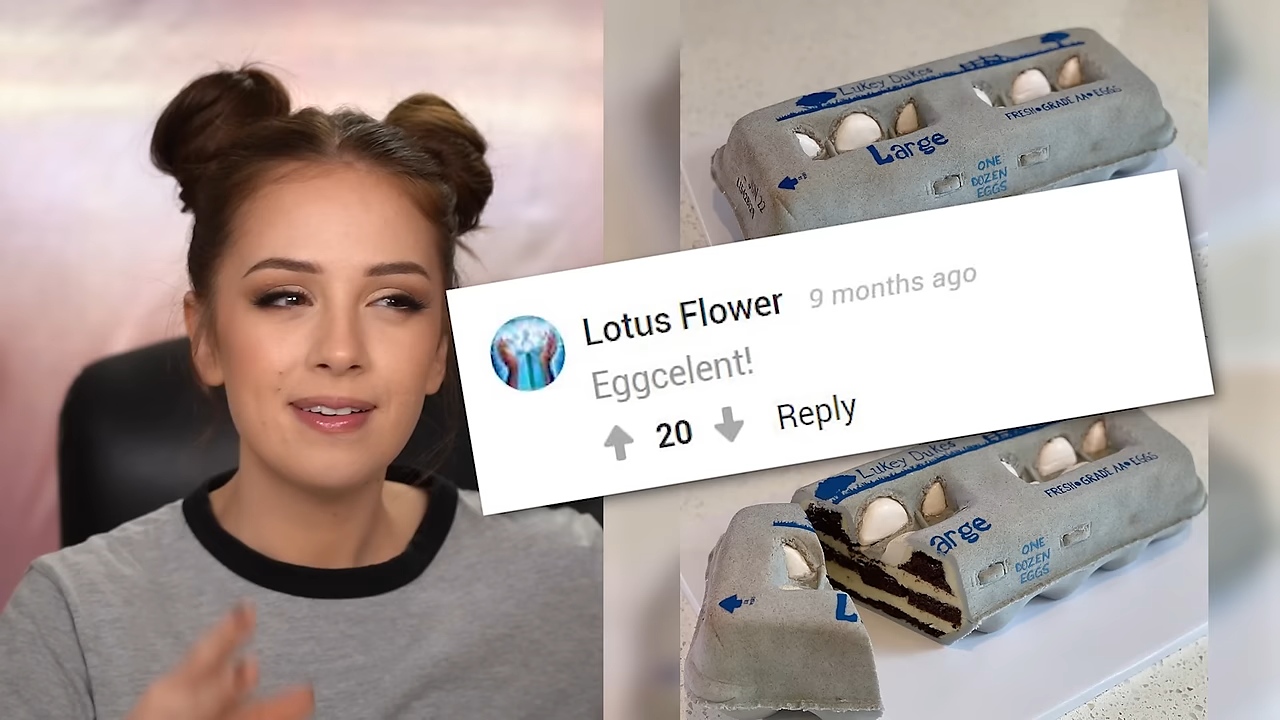 LUKEY DUKES
Large
FRESH•GRADE AA•EGGS
ONE
DOZEN
EGGS
Lotus Flower 9 months ago
Eggcelent!
20 Reply
LUKEY DUKES
Large
FRESH•GRADE AA•EGGS
ONE
DOZEN
EGGS